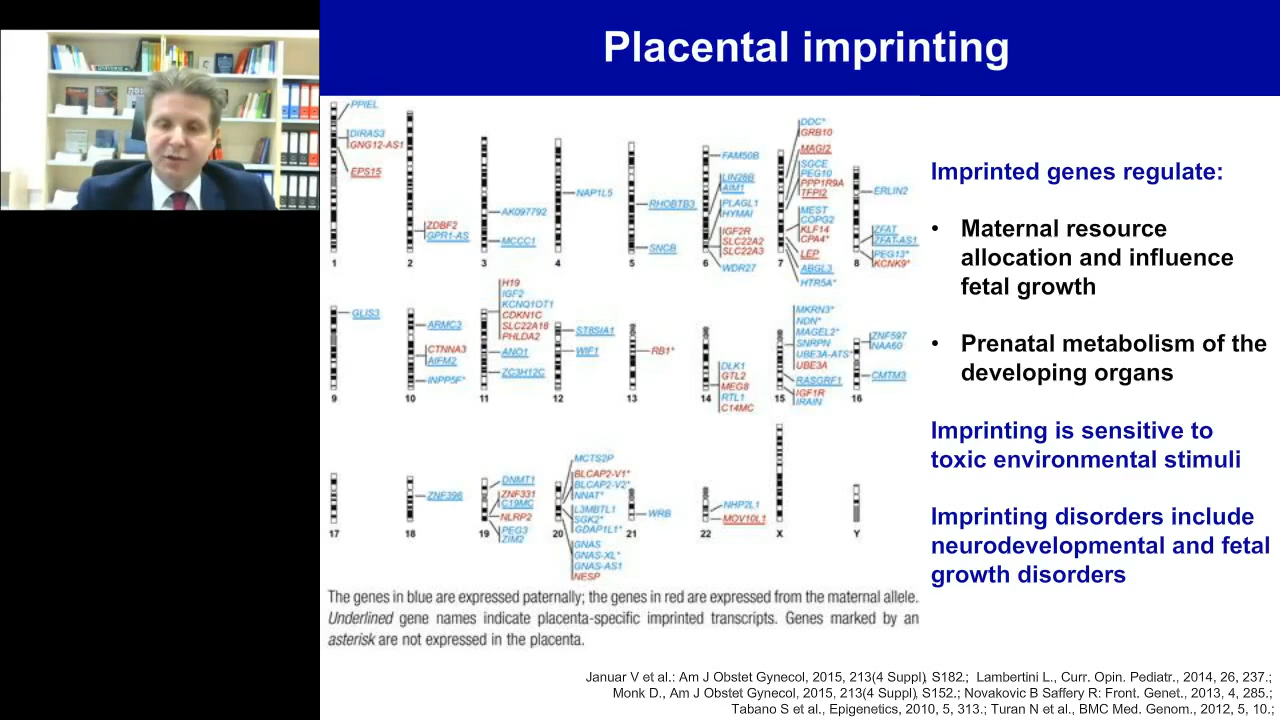 Placental imprinting
PPIEL
DIRAS3
GNG12-AS1
EPS15
1
ZDBF2
GPR1-AS
2
AK097792
MCCC1
3
NAP1L5
4
RHOBTB3
SNCB
5
FAM50B
LIN28B
AIM1
PLAGL1
HYMAI
IGF2R
SLC22A2
SLC22A3
WDR27
6
DDC*
GRB10
MAGI2
SGCE
PEG10
PPP1R9A
TFPI2
MEST
COPG2
KLF14
CPA4*
LEP
ABGL3
HTR5A*
7
ERLIN2
ZFAT
ZFAT-AS1
PEG13*
KCNK9*
8
GLIS3
9
ARMC3
CTNNA3
AIFM2
INPP5F*
10
H19
IGF2
KCNQ1OT1
CDKN1C
SLC22A18
PHLDA2
ANO1
ZC3H12C
11
ST8SIA1
WIF1
12
RB1*
13
DLK1
GTL2
MEG8
RTL1
C14MC
14
MKRN3*
NDN*
MAGEL2*
SNRPN
UBE3A-ATS*
UBE3A
RASGRF1
IGF1R
IRAIN
15
ZNF597
NAA60
CMTM3
16
17
ZNF396
18
DNMT1
ZNF331
C19MC
NLRP2
PEG3
ZIM2
19
MCTS2P
BLCAP2-V1*
BLCAP2-V2*
NNAT*
L3MBTL1
SGK2*
GDAP1L1*
GNAS
GNAS-XL*
GNAS-AS1
NESP
20
WRB
21
NHP2L1
MOV10L1
22
X
Y
The genes in blue are expressed paternally; the genes in red are expressed from the maternal allele.
Underlined gene names indicate placenta-specific imprinted transcripts. Genes marked by an
asterisk are not expressed in the placenta.
Imprinted genes regulate:
• Maternal resource
allocation and influence
fetal growth
• Prenatal metabolism of the
developing organs
Imprinting is sensitive to
toxic environmental stimuli
Imprinting disorders include
neurodevelopmental and fetal
growth disorders
Januar V et al.: Am J Obstet Gynecol, 2015, 213(4 Suppl), S182.; Lambertini L., Curr. Opin. Pediatr., 2014, 26, 237.;
Monk D., Am J Obstet Gynecol, 2015, 213(4 Suppl), S152.; Novakovic B Saffery R: Front. Genet., 2013, 4, 285.;
Tabano S et al., Epigenetics, 2010, 5, 313.; Turan N et al., BMC Med. Genom., 2012, 5, 10.;